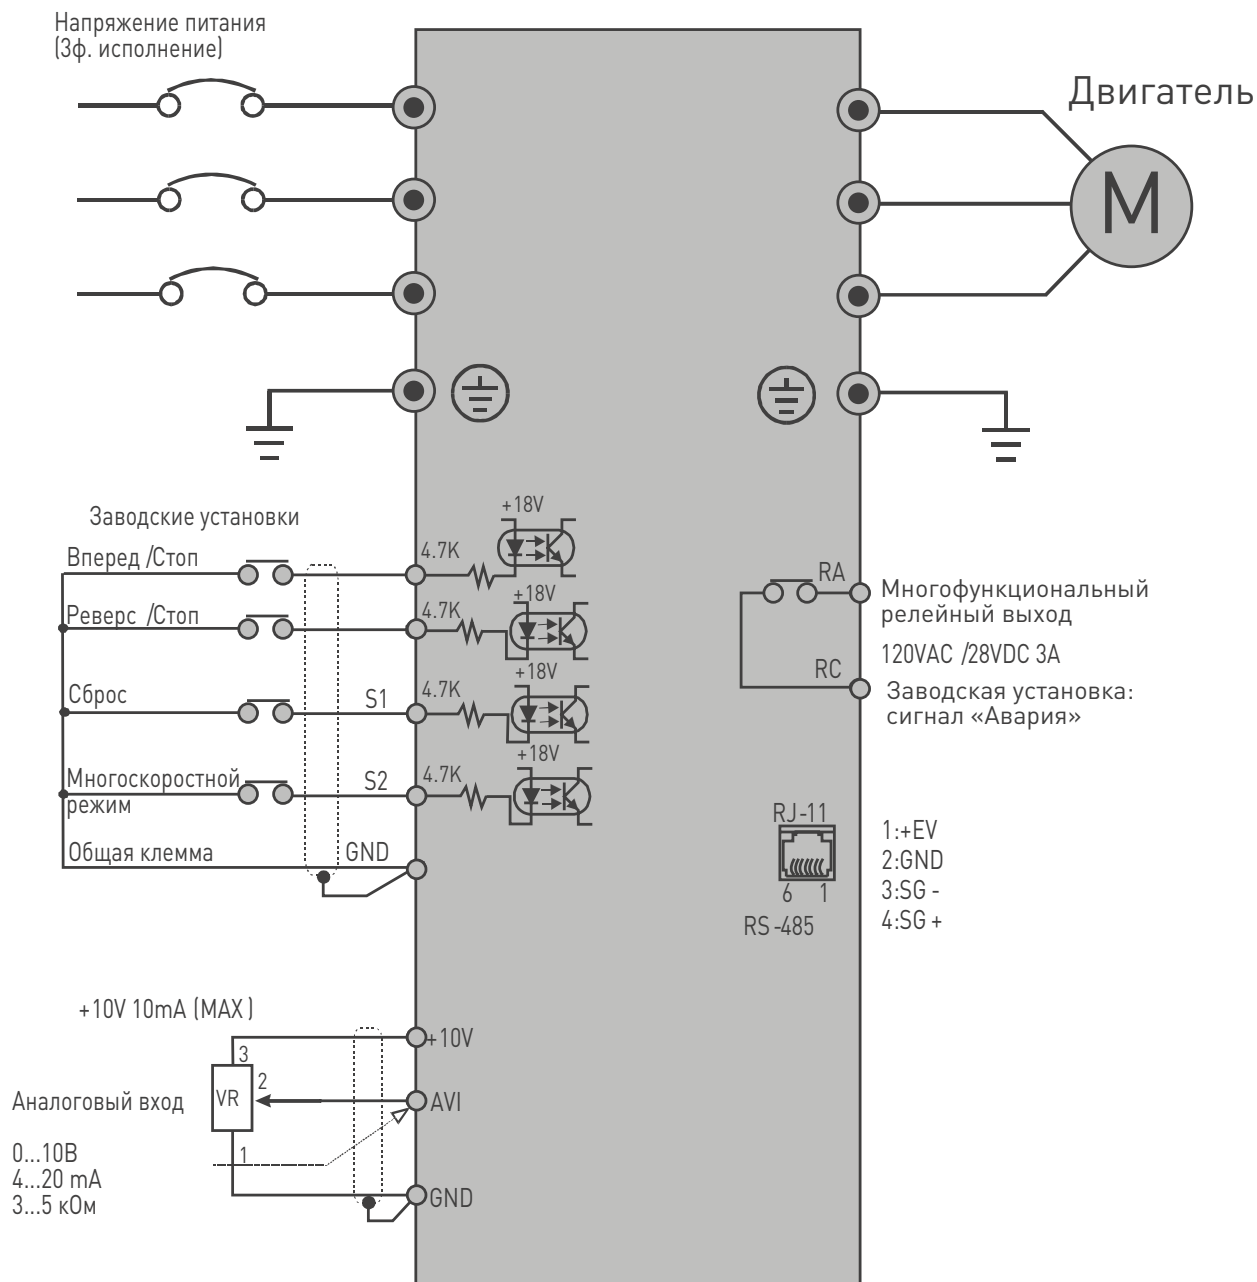 Напряжение питания
(3ф. исполнение)
Двигатель
M
Заводские установки
Вперед /Стоп
4.7K
+18V
Реверс /Стоп
4.7K
+18V
Сброс
S1
4.7K
+18V
Многоскоростной
режим
S2
4.7K
+18V
Общая клемма
GND
RA
Многофункциональный
релейный выход
120VAC /28VDC 3A
RC
Заводская установка:
сигнал «Авария»
RJ-11
6 1
RS -485
1:+EV
2:GND
3:SG -
4:SG +
+10V 10mA (MAX)
+10V
3
2
VR
AVI
1
GND
Аналоговый вход
0...10В
4...20 mA
3...5 кОм